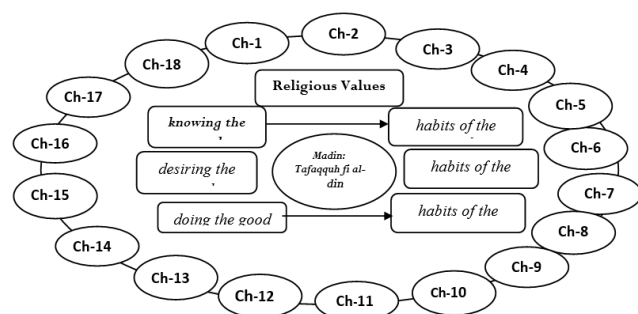 Ch-1
Ch-2
Ch-3
Ch-4
Ch-5
Ch-6
Ch-7
Ch-8
Ch-9
Ch-10
Ch-11
Ch-12
Ch-13
Ch-14
Ch-15
Ch-16
Ch-17
Ch-18
Religious Values
knowing the
habits of the
desiring the
Madin:
Tafaqquh fi al-
din
habits of the
doing the good
habits of the